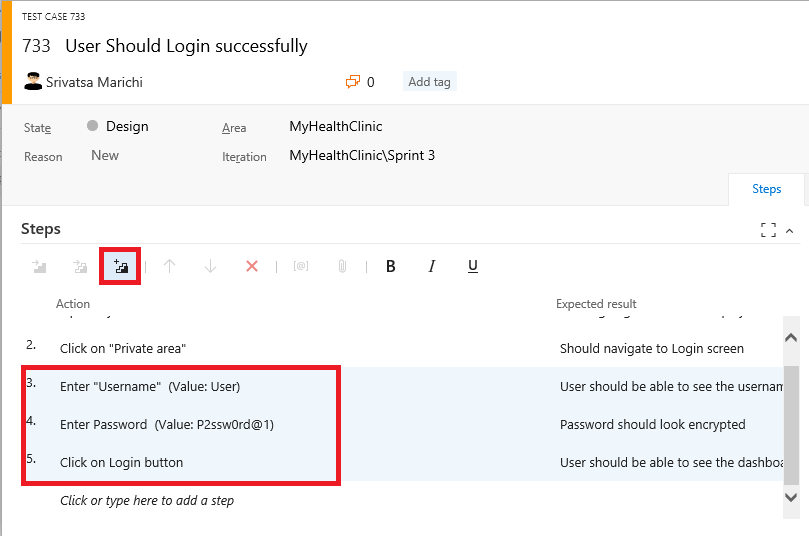 TEST CASE 733
733 User Should Login successfully
Srivatsa Marichi 0 Add tag
State Design Area MyHealthClinic
Reason New Iteration MyHealthClinic\Sprint 3
Steps
Steps
B I U
Action Expected result
2. Click on "Private area" Should navigate to Login screen
3. Enter "Username" (Value: User) User should be able to see the usernam
4. Enter Password (Value: P2ssw0rd@1) Password should look encrypted
5. Click on Login button User should be able to see the dashboa
Click or type here to add a step